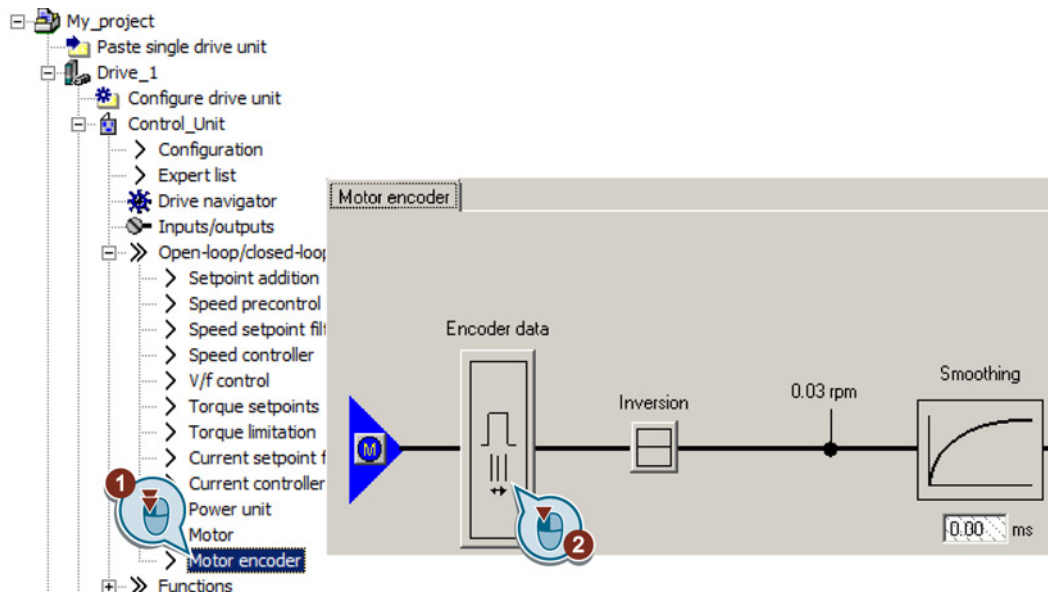 My_project
Paste single drive unit
Drive_1
Configure drive unit
Control_Unit
Configuration
Expert list
Drive navigator
Inputs/outputs
Open-loop/closed-loop
Setpoint addition
Speed precontrol
Speed setpoint filt
Speed controller
V/f control
Torque setpoints
Torque limitation
Current setpoint f
Current controller
Power unit
Motor
Motor encoder
Functions
1
Motor encoder
Encoder data
M
Inversion
0.03 rpm
Smoothing
0.00 ms
2